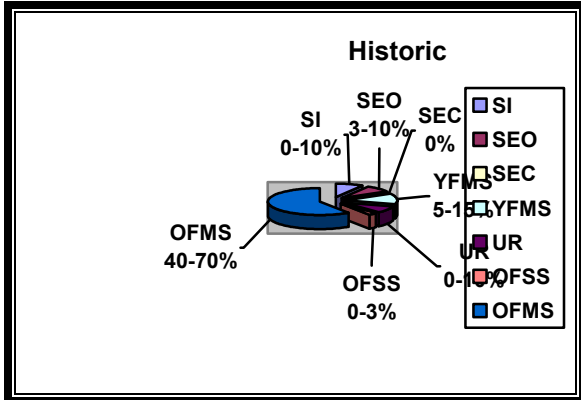 Historic
SI
0-10%
SEO
3-10%
SEC
0%
YFMS
5-15%
UR
OFSS
0-3%
OFMS
40-70%
SI
SEO
SEC
YFMS
UR
OFSS
OFMS